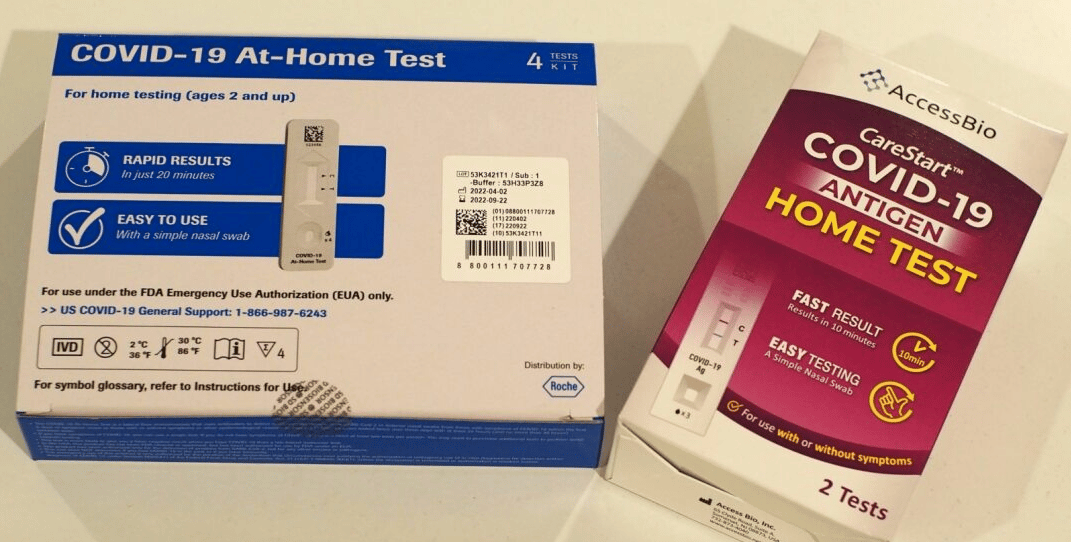 COVID-19 At-Home Test
4 TESTS
KIT
For home testing (ages 2 and up)
RAPID RESULTS
In just 20 minutes
EASY TO USE
With a simple nasal swab
COVID-19
At-Home Test
LOT 53K3421T1 / Sub : 1
-Buffer : 53H33P3Z8
2022-04-02
2022-09-22
(01)08800111707728
(11)220402
(17)220922
(10)53K3421T11
8 800111 707728
For use under the FDA Emergency Use Authorization (EUA) only.
>> US COVID-19 General Support: 1-866-987-6243
IVD
2 °C
36 °F
30 °C
86 °F
4
For symbol glossary, refer to Instructions for Use.
Distribution by:
Roche
AccessBio
CareStart™
COVID-19
ANTIGEN
HOME TEST
FAST RESULT
Results in 10 minutes
10min
EASY TESTING
A Simple Nasal Swab
C
T
COVID-19
Ag
x3
For use with or without symptoms
2 Tests
Access Bio, Inc.